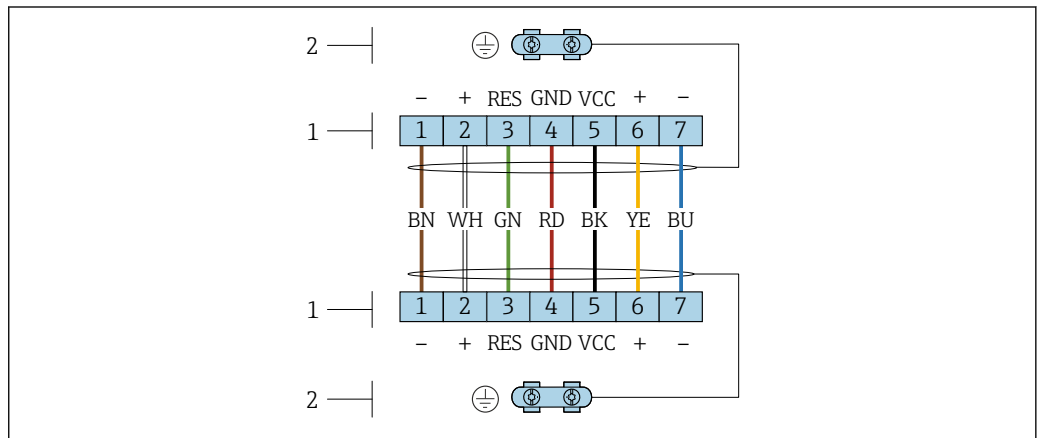 2
– + RES GND VCC + –
1 1 2 3 4 5 6 7
BN WH GN RD BK YE BU
1 1 2 3 4 5 6 7
– + RES GND VCC + –
2